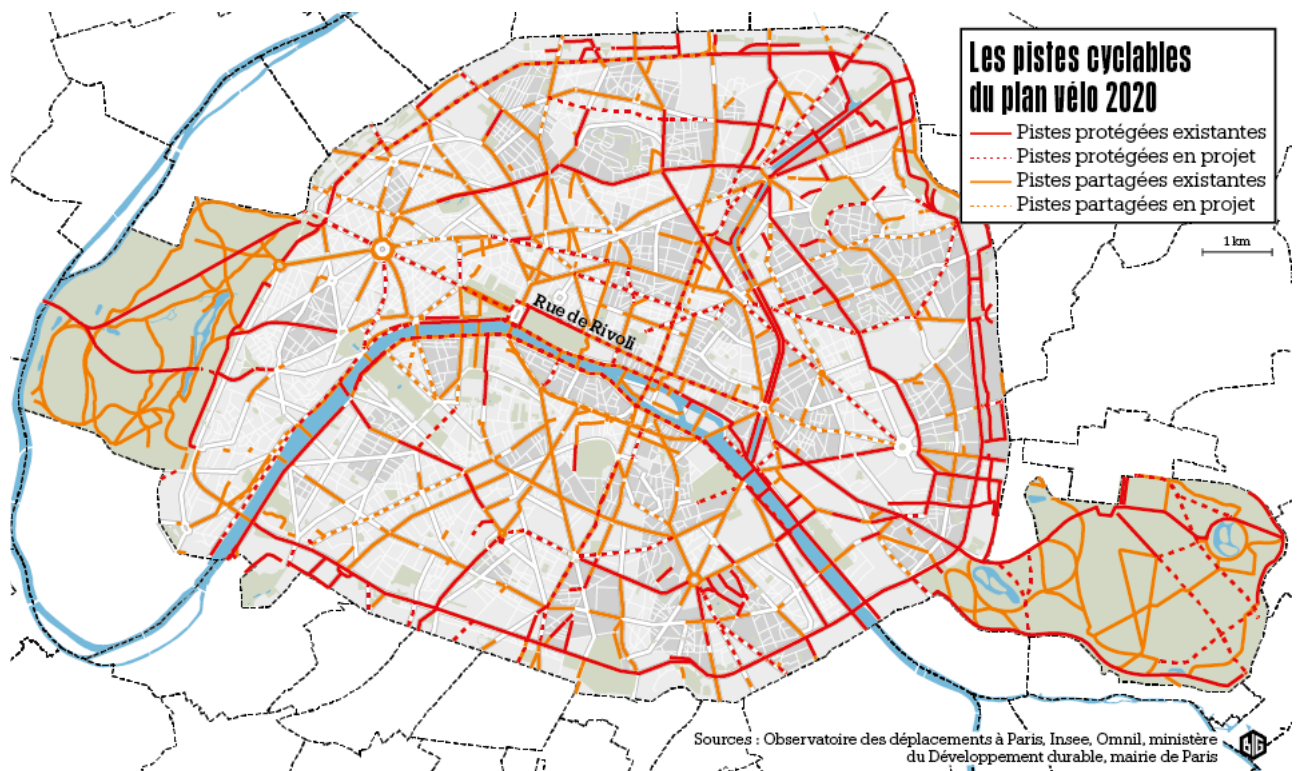 Les pistes cyclables
du plan vélo 2020
Pistes protégées existantes
Pistes protégées en projet
Pistes partagées existantes
Pistes partagées en projet
1 km
Rue de Rivoli
Sources : Observatoire des déplacements à Paris, Insee, Omnil, ministère
du Développement durable, mairie de Paris